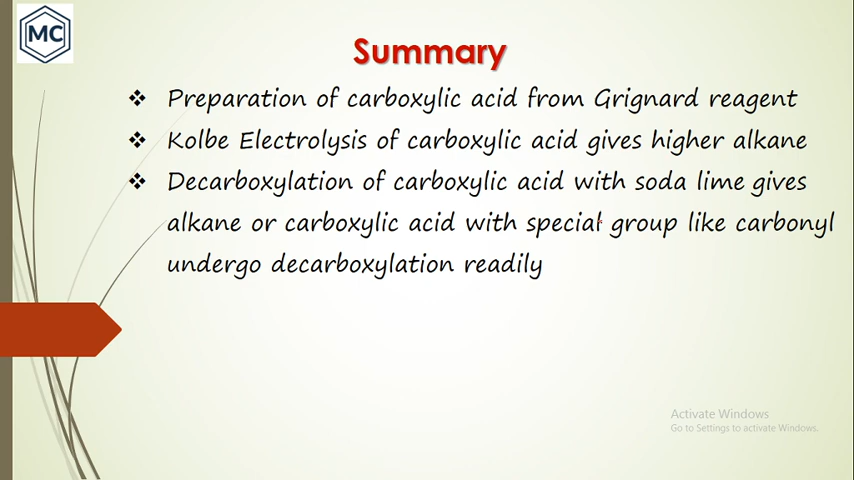 MC
Summary
❖ Preparation of carboxylic acid from Grignard reagent
❖ Kolbe Electrolysis of carboxylic acid gives higher alkane
❖ Decarboxylation of carboxylic acid with soda lime gives
alkane or carboxylic acid with special group like carbonyl
undergo decarboxylation readily
Activate Windows
Go to Settings to activate Windows.